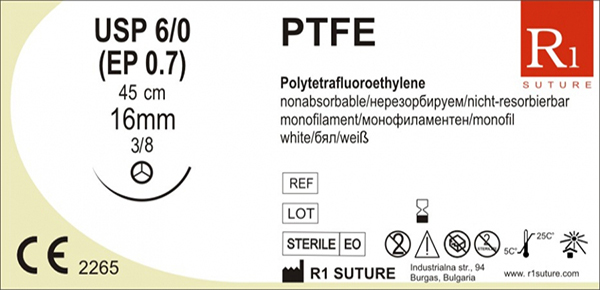 USP 6/0
(EP 0.7)
45 cm
16mm
3/8
CE 2265
PTFE
Polytetrafluoroethylene
nonabsorbable/нерезорбируем/nicht-resorbierbar
monofilament/монофиламентен/monofil
white/бял/weiß
REF
LOT
STERILE EO
R1 SUTURE
Industrialna str., 94
Burgas, Bulgaria
2
5C°
25C°
www.r1suture.com
R1
SUTURE